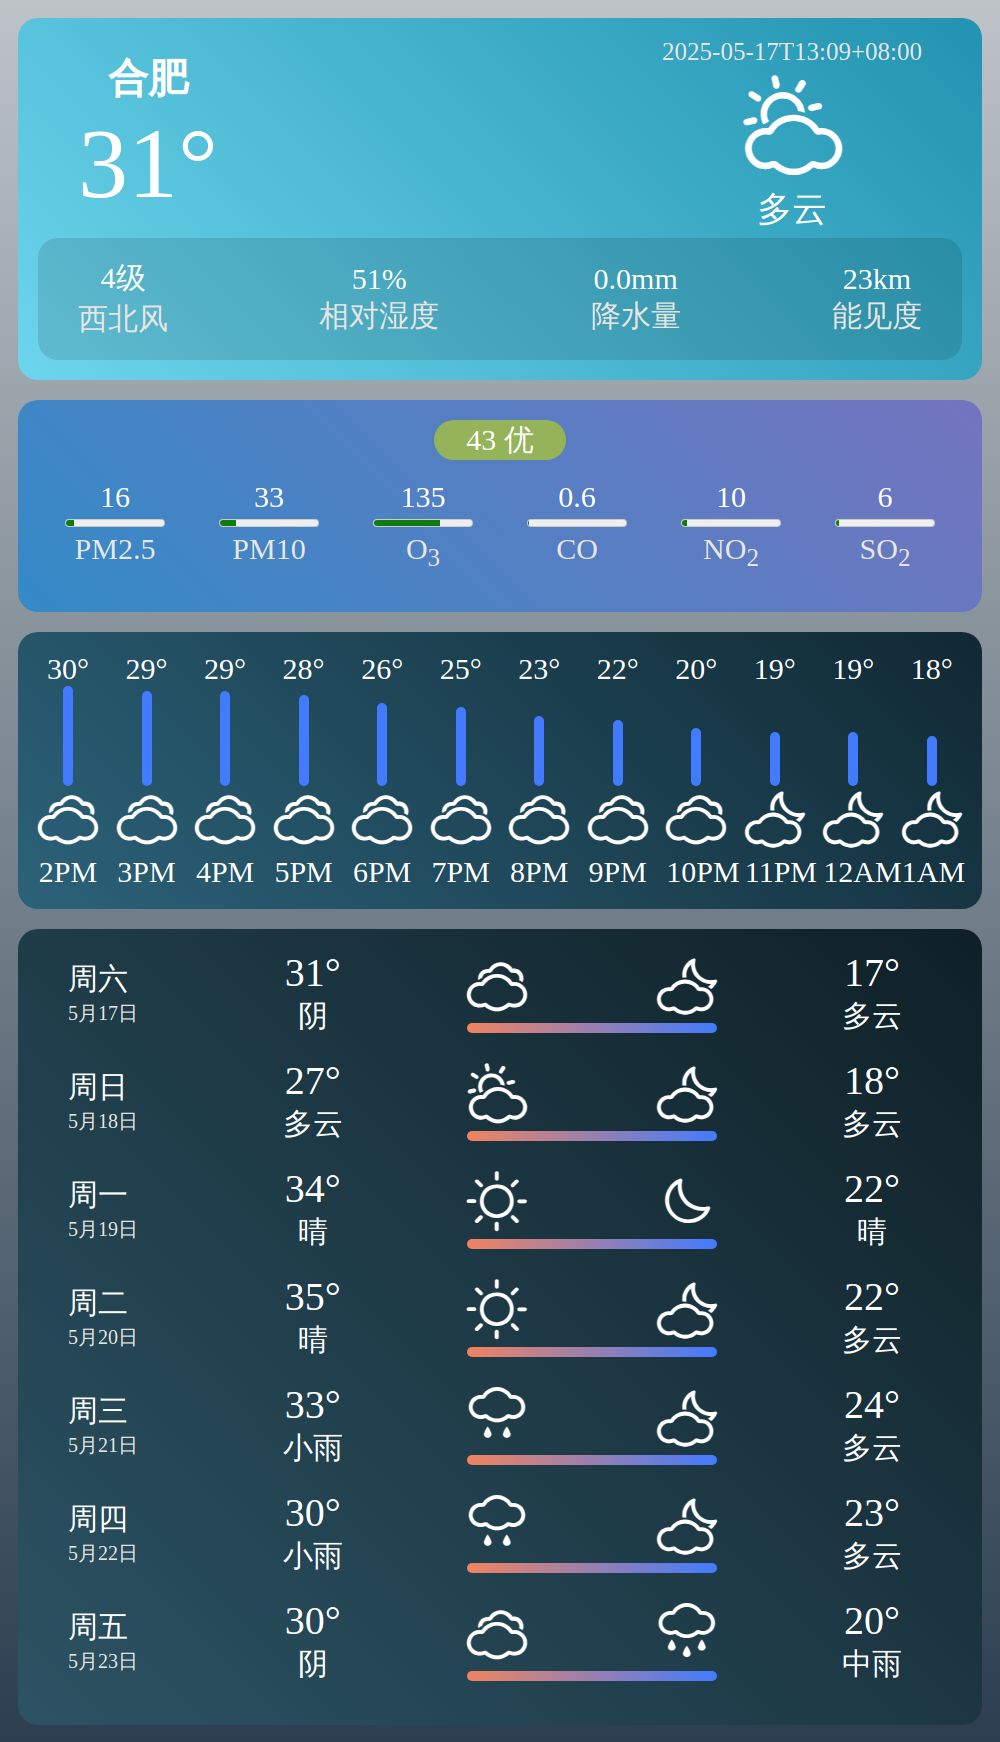 合肥
31°
2025-05-17T13:09+08:00
多云
4级 51% 0.0mm 23km
西北风 相对湿度 降水量 能见度
43 优
16 33 135 0.6 10 6
PM2.5 PM10 O3 CO NO2 SO2
30° 29° 29° 28° 26° 25° 23° 22° 20° 19° 19° 18°
2PM 3PM 4PM 5PM 6PM 7PM 8PM 9PM 10PM 11PM 12AM 1AM
周六 31° 17°
5月17日 阴 多云
周日 27° 18°
5月18日 多云 多云
周一 34° 22°
5月19日 晴 晴
周二 35° 22°
5月20日 晴 多云
周三 33° 24°
5月21日 小雨 多云
周四 30° 23°
5月22日 小雨 多云
周五 30° 20°
5月23日 阴 中雨